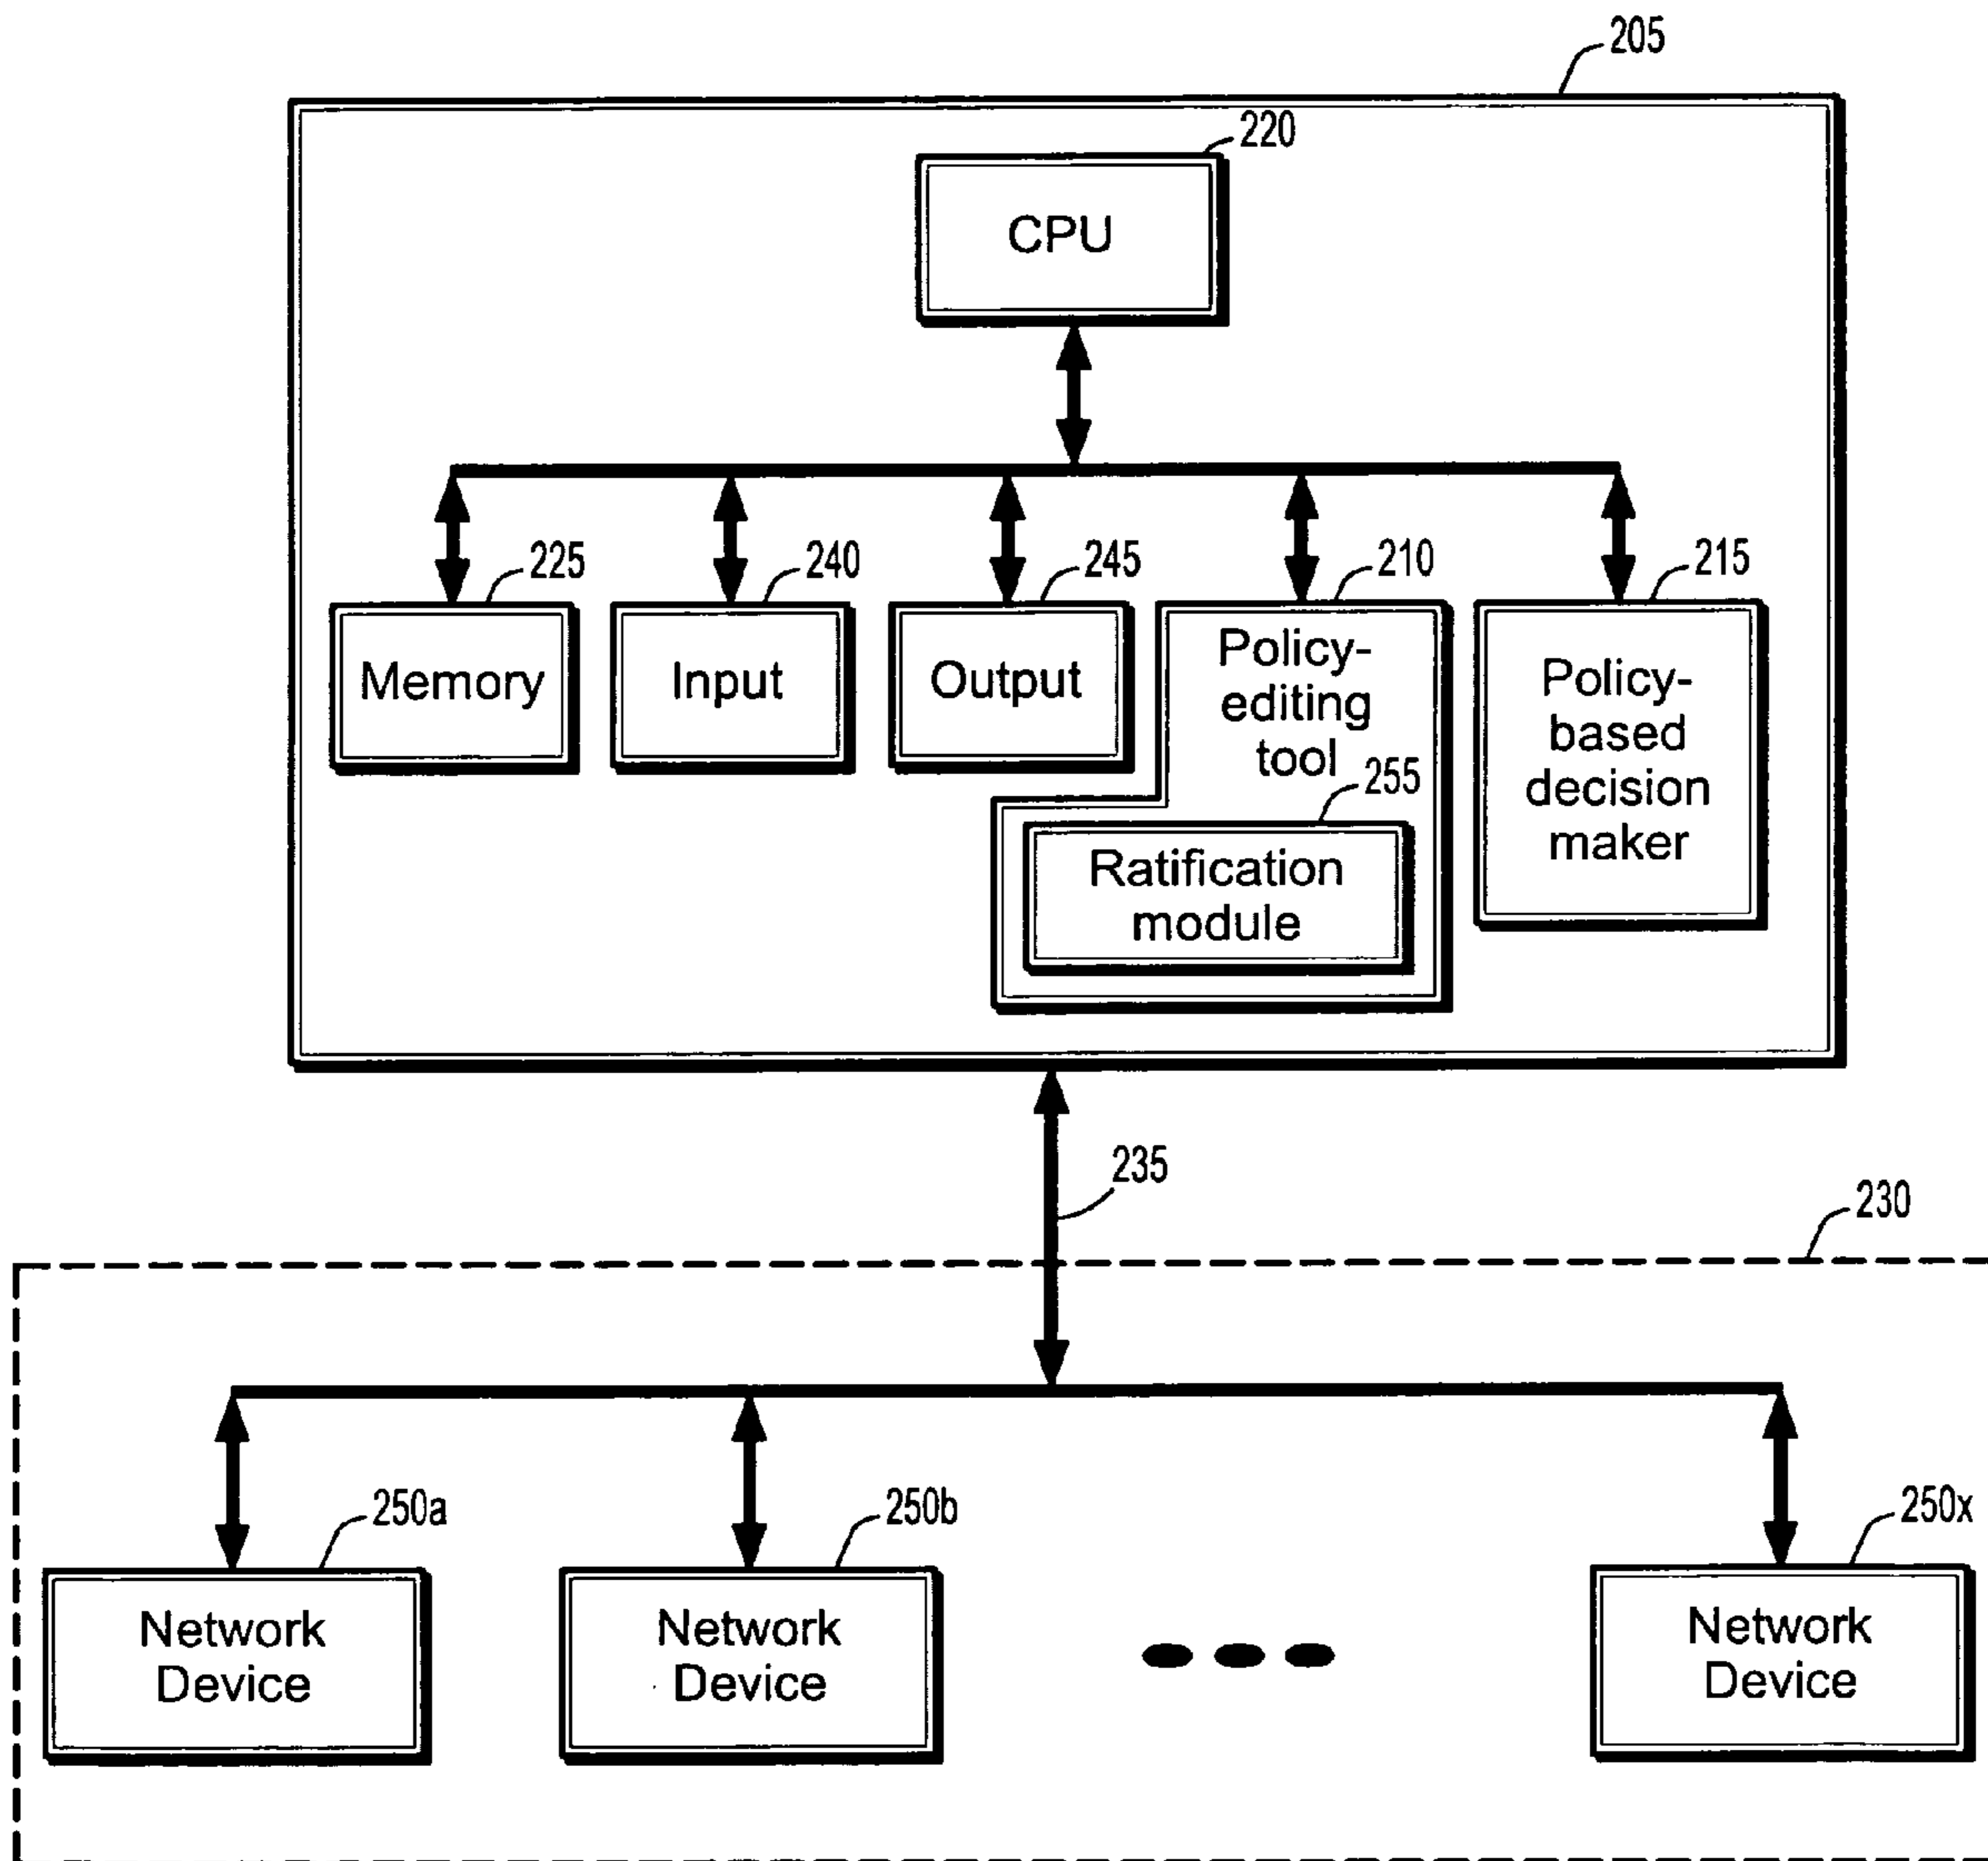 205
220
CPU
225
240
245
210
215
Memory
Input
Output
Policy-
editing
tool
Policy-
based
decision
maker
255
Ratification
module
235
230
250a
250b
250x
Network
Device
Network
Device
Network
Device